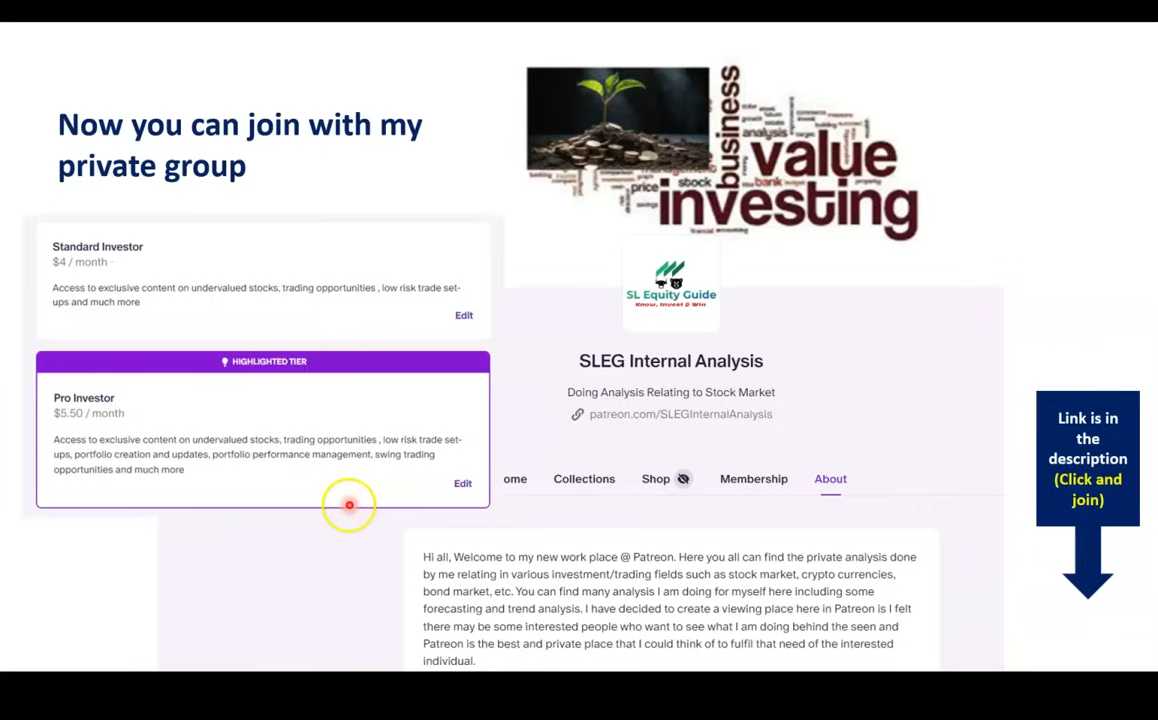 Now you can join with my
private group
business
analysis
value
price
stock
bank
investing
Standard Investor
$4 / month ·
Access to exclusive content on undervalued stocks, trading opportunities , low risk trade set-
ups and much more
Edit
HIGHLIGHTED TIER
Pro Investor
$5.50 / month
Access to exclusive content on undervalued stocks, trading opportunities , low risk trade set-
ups, portfolio creation and updates, portfolio performance management, swing trading
opportunities and much more
Edit
SL Equity Guide
Know, Invest & Win
SLEG Internal Analysis
Doing Analysis Relating to Stock Market
patreon.com/SLEGInternalAnalysis
ome Collections Shop Membership About
Hi all, Welcome to my new work place @ Patreon. Here you all can find the private analysis done
by me relating in various investment/trading fields such as stock market, crypto currencies,
bond market, etc. You can find many analysis I am doing for myself here including some
forecasting and trend analysis. I have decided to create a viewing place here in Patreon is I felt
there may be some interested people who want to see what I am doing behind the seen and
Patreon is the best and private place that I could think of to fulfil that need of the interested
individual.
Link is in
the
description
(Click and
join)